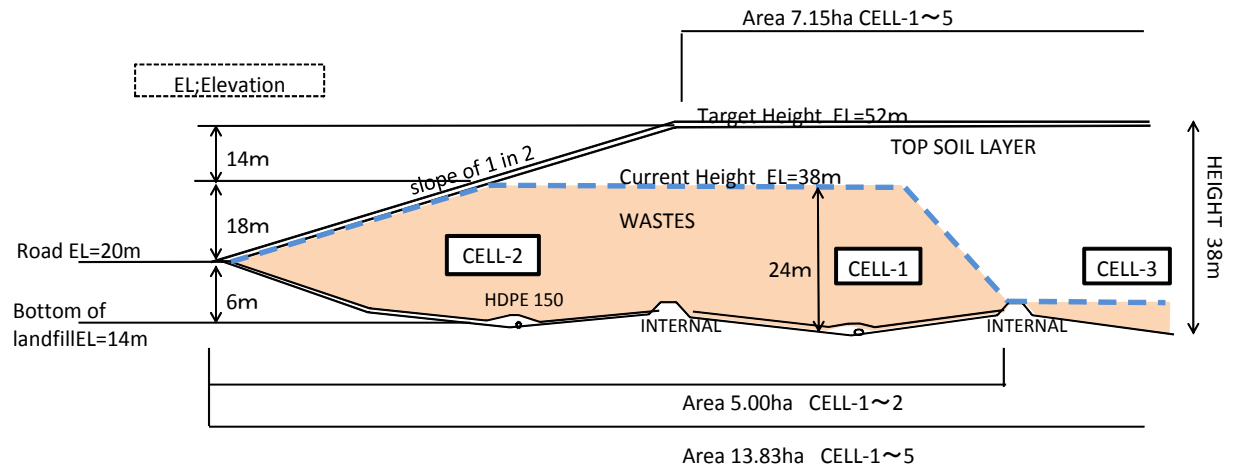 Area 7.15ha CELL-1～5
EL;Elevation
Target Height EL=52m
TOP SOIL LAYER
14m
slope of 1 in 2
Current Height EL=38m
HEIGHT 38m
18m
WASTES
Road EL=20m
CELL-2
24m
CELL-1
CELL-3
6m
HDPE 150
Bottom of
landfillEL=14m
INTERNAL
INTERNAL
Area 5.00ha CELL-1～2
Area 13.83ha CELL-1～5